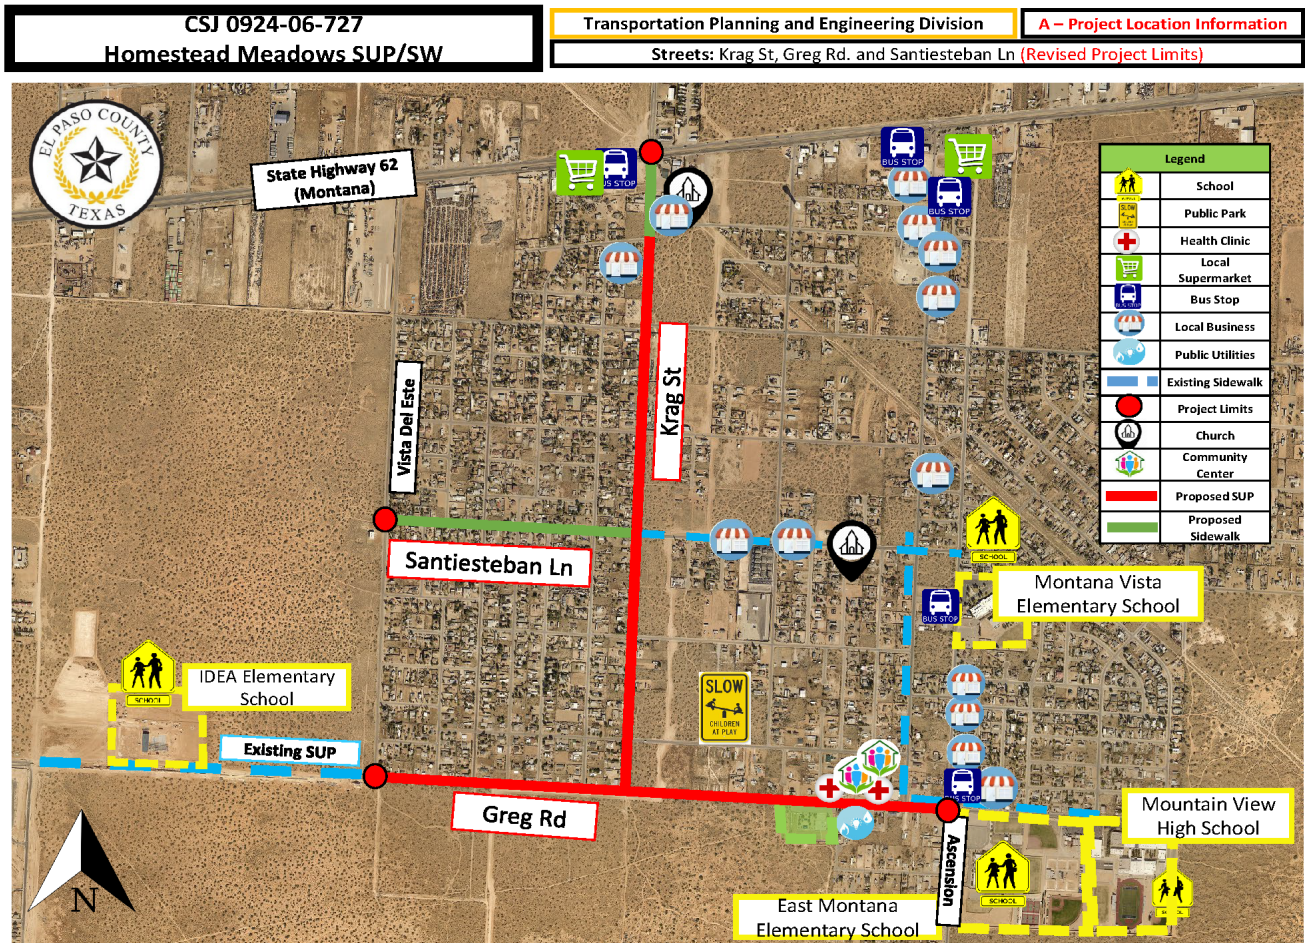 CSJ 0924-06-727
Homestead Meadows SUP/SW
Transportation Planning and Engineering Division
A – Project Location Information
Streets: Krag St, Greg Rd. and Santiesteban Ln (Revised Project Limits)
EL PASO COUNTY
TEXAS
State Highway 62
(Montana)
BUS STOP
BUS STOP
BUS STOP
Legend
School
SLOW
Public Park
Health Clinic
Local
Supermarket
BUS STOP
Bus Stop
Local Business
Public Utilities
Existing Sidewalk
Project Limits
Church
Community
Center
Proposed SUP
Proposed
Sidewalk
Krag St
Vista Del Este
Santiesteban Ln
SCHOOL
Montana Vista
Elementary School
BUS STOP
IDEA Elementary
School
SCHOOL
SLOW
CHILDREN
AT PLAY
Existing SUP
BUS STOP
Greg Rd
Mountain View
High School
Ascension
SCHOOL
SCHOOL
East Montana
Elementary School
N